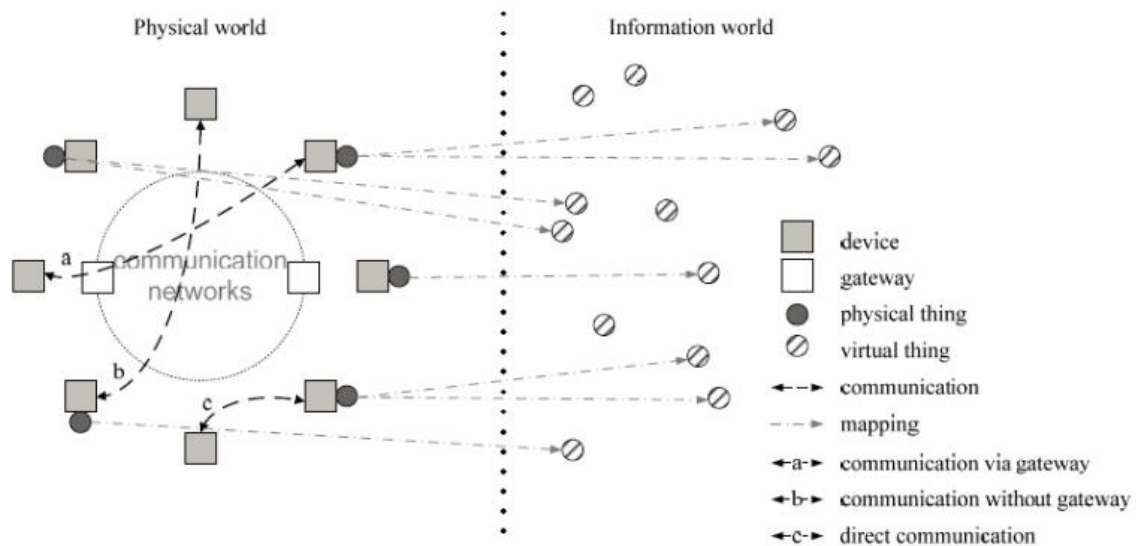 Physical world
Information world
a
communication
networks
b
c
device
gateway
physical thing
virtual thing
communication
mapping
a communication via gateway
b communication without gateway
c direct communication